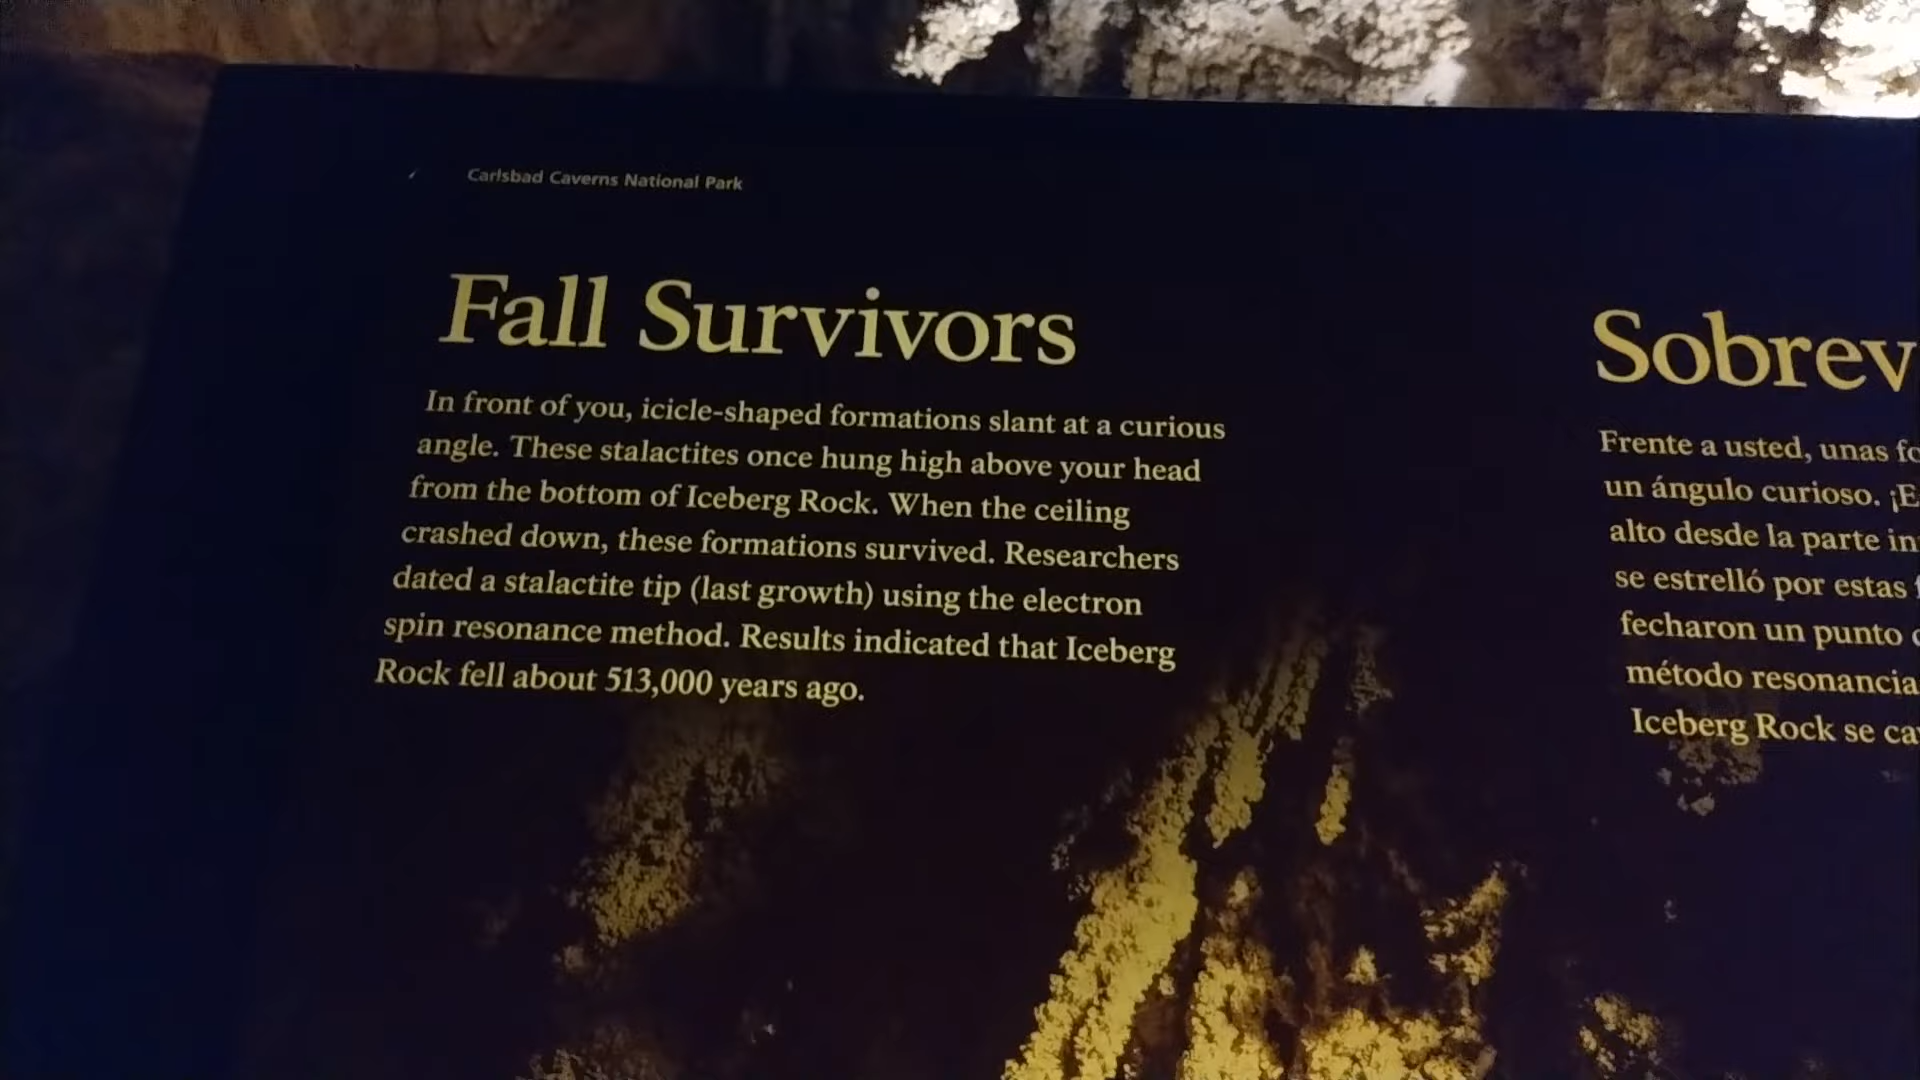 Carlsbad Caverns National Park
Fall Survivors
In front of you, icicle-shaped formations slant at a curious
angle. These stalactites once hung high above your head
from the bottom of Iceberg Rock. When the ceiling
crashed down, these formations survived. Researchers
dated a stalactite tip (last growth) using the electron
spin resonance method. Results indicated that Iceberg
Rock fell about 513,000 years ago.
Frente a usted, unas
un ángulo curioso.
alto desde la parte
se estrelló por estas
fecharon un punto
método resonancia
Iceberg Rock se